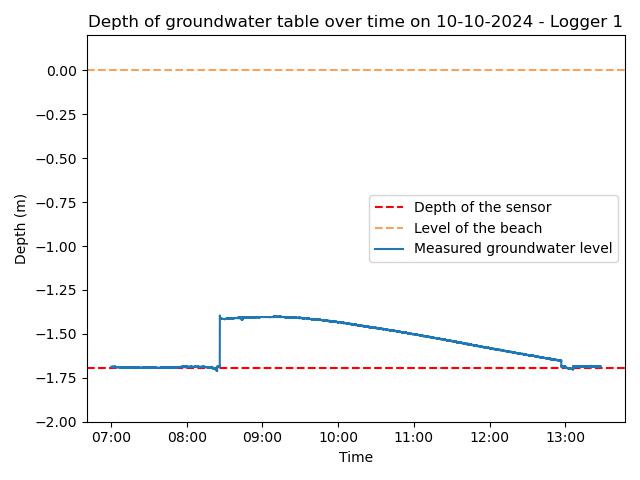 Depth of groundwater table over time on 10-10-2024 - Logger 1
0.00
−0.25
−0.50
−0.75
−1.00
−1.25
−1.50
−1.75
−2.00
Depth (m)
Depth of the sensor
Level of the beach
Measured groundwater level
07:00 08:00 09:00 10:00 11:00 12:00 13:00
Time